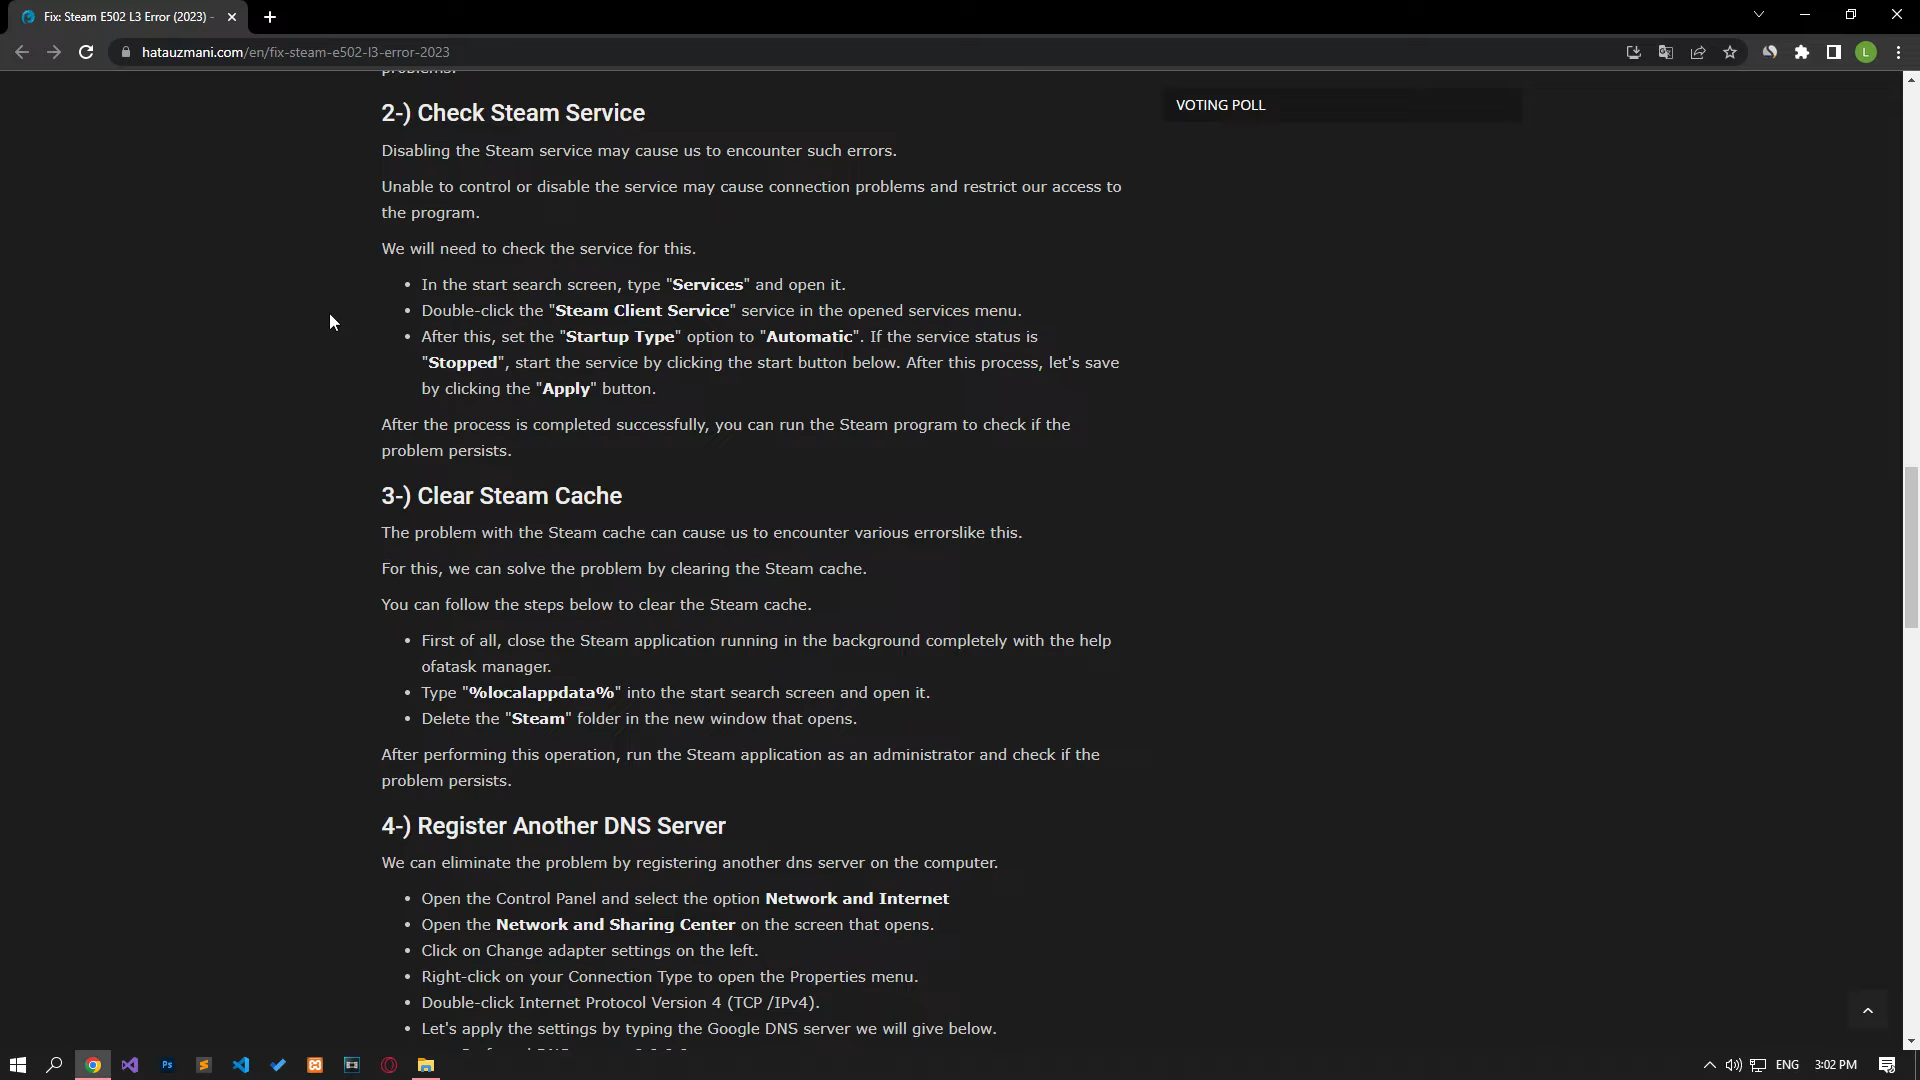 Fix: Steam E502 L3 Error (2023) -
hatauzmani.com/en/fix-steam-e502-l3-error-2023
L
problems.
2-) Check Steam Service
VOTING POLL
Disabling the Steam service may cause us to encounter such errors.
Unable to control or disable the service may cause connection problems and restrict our access to
the program.
We will need to check the service for this.
• In the start search screen, type "Services" and open it.
• Double-click the "Steam Client Service" service in the opened services menu.
• After this, set the "Startup Type" option to "Automatic". If the service status is
"Stopped", start the service by clicking the start button below. After this process, let's save
by clicking the "Apply" button.
After the process is completed successfully, you can run the Steam program to check if the
problem persists.
3-) Clear Steam Cache
The problem with the Steam cache can cause us to encounter various errorslike this.
For this, we can solve the problem by clearing the Steam cache.
You can follow the steps below to clear the Steam cache.
• First of all, close the Steam application running in the background completely with the help
ofatask manager.
• Type "%localappdata%" into the start search screen and open it.
• Delete the "Steam" folder in the new window that opens.
After performing this operation, run the Steam application as an administrator and check if the
problem persists.
4-) Register Another DNS Server
We can eliminate the problem by registering another dns server on the computer.
• Open the Control Panel and select the option Network and Internet
• Open the Network and Sharing Center on the screen that opens.
• Click on Change adapter settings on the left.
• Right-click on your Connection Type to open the Properties menu.
• Double-click Internet Protocol Version 4 (TCP /IPv4).
• Let's apply the settings by typing the Google DNS server we will give below.
Ps
ENG
3:02 PM